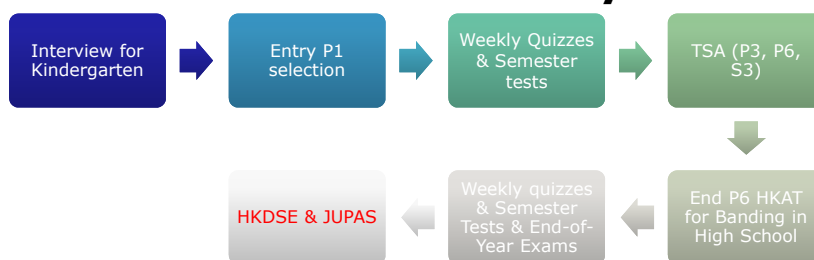 Interview for
Kindergarten
Entry P1
selection
Weekly Quizzes
& Semester
tests
TSA (P3, P6,
S3)
End P6 HKAT
for Banding in
High School
Weekly quizzes
& Semester
Tests & End-of-
Year Exams
HKDSE & JUPAS